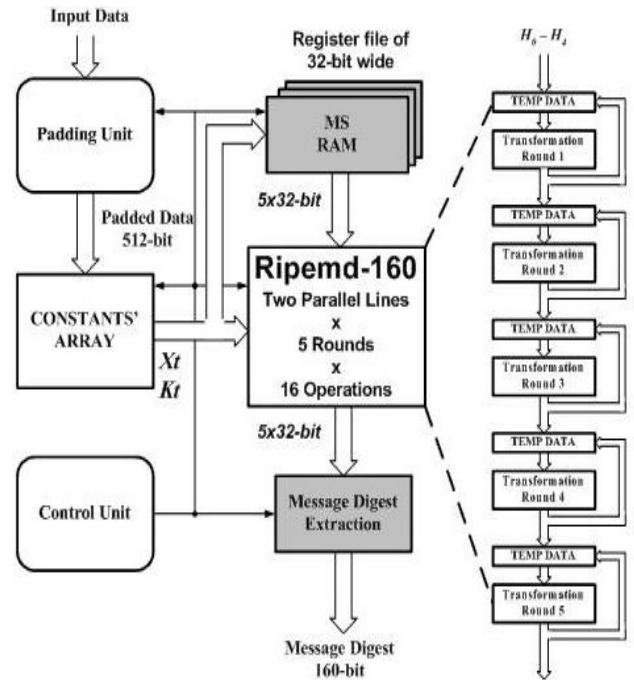 Input Data
Padding Unit
Padded Data
512-bit
CONSTANTS'
ARRAY
Xt
Kt
Control Unit
Register file of
32-bit wide
MS
RAM
5x32-bit
Ripemd-160
Two Parallel Lines
x
5 Rounds
x
16 Operations
5x32-bit
Message Digest
Extraction
Message Digest
160-bit
H0 – H4
TEMP DATA
Transformation
Round 1
TEMP DATA
Transformation
Round 2
TEMP DATA
Transformation
Round 3
TEMP DATA
Transformation
Round 4
TEMP DATA
Transformation
Round 5